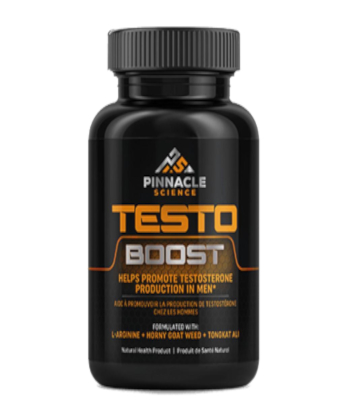 PINNACLE
SCIENCE
TESTO
BOOST
HELPS PROMOTE TESTOSTERONE
PRODUCTION IN MEN*
AIDE À PROMOUVOIR LA PRODUCTION DE TESTOSTÉRONE
CHEZ LES HOMMES
FORMULATED WITH:
L-ARGININE + HORNY GOAT WEED + TONGKAT ALI
Natural Health Product | Produit de Santé Naturel